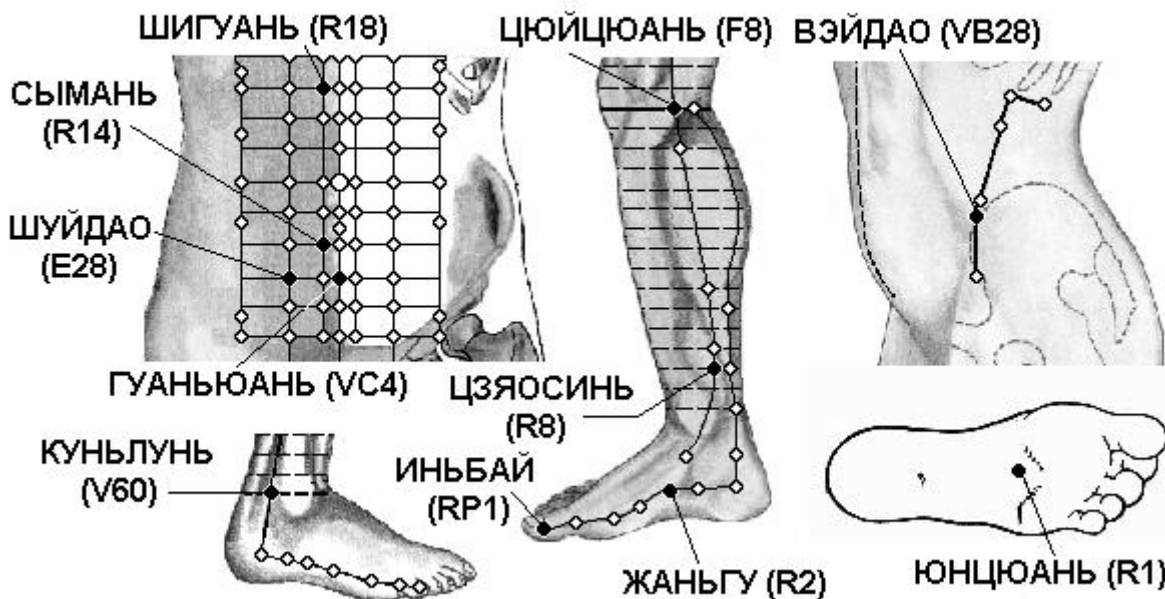 ШИГУАНЬ (R18)
ЦЮЙЦЮАНЬ (F8)
ВЭЙДАО (VB28)
СЫМАНЬ
(R14)
ШУЙДАО
(E28)
ГУАНЬЮАНЬ (VC4)
ЦЗЯОСИНЬ
(R8)
КУНЬЛУНЬ
(V60)
ИНЬБАЙ
(RP1)
ЖАНЬГУ (R2)
ЮНЦЮАНЬ (R1)